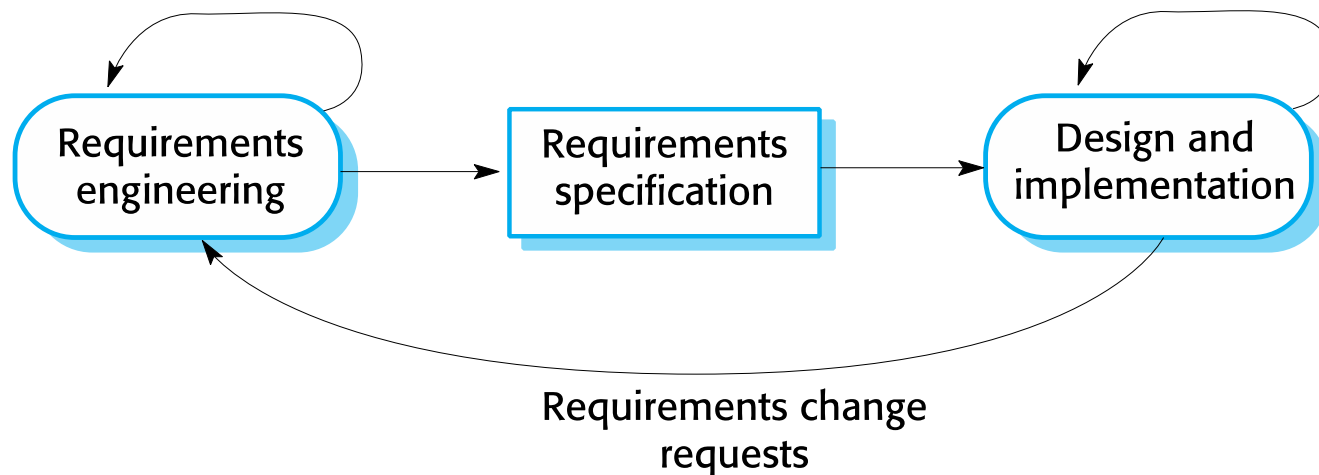 Requirements
engineering
Requirements
specification
Design and
implementation
Requirements change
requests